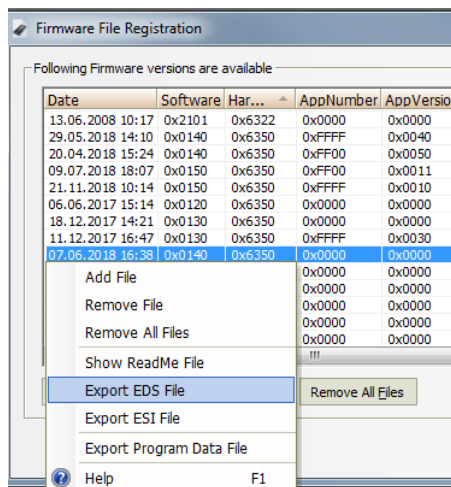 Firmware File Registration
Following Firmware versions are available
Date Software Har... AppNumber AppVersio
13.06.2008 10:17 0x2101 0x6322 0x0000 0x0000
29.05.2018 14:10 0x0140 0x6350 0xFFFF 0x0040
20.04.2018 15:24 0x0140 0x6350 0xFF00 0x0050
09.07.2018 18:07 0x0150 0x6350 0xFF00 0x0011
21.11.2018 10:14 0x0150 0x6350 0xFFFF 0x0010
06.06.2017 15:14 0x0120 0x6350 0x0000 0x0000
18.12.2017 14:21 0x0130 0x6350 0x0000 0x0000
11.12.2017 16:47 0x0130 0x6350 0xFFFF 0x0030
07.06.2018 16:38 0x0140 0x6350 0x0000 0x0000
Add File 0x0000 0x0000
0x0000 0x0000
Remove File 0x0000 0x0000
Remove All Files 0x0000 0x0000
0x0000 0x0000
Show ReadMe File
Export EDS File Remove All Files
Export ESI File
Export Program Data File
Help F1